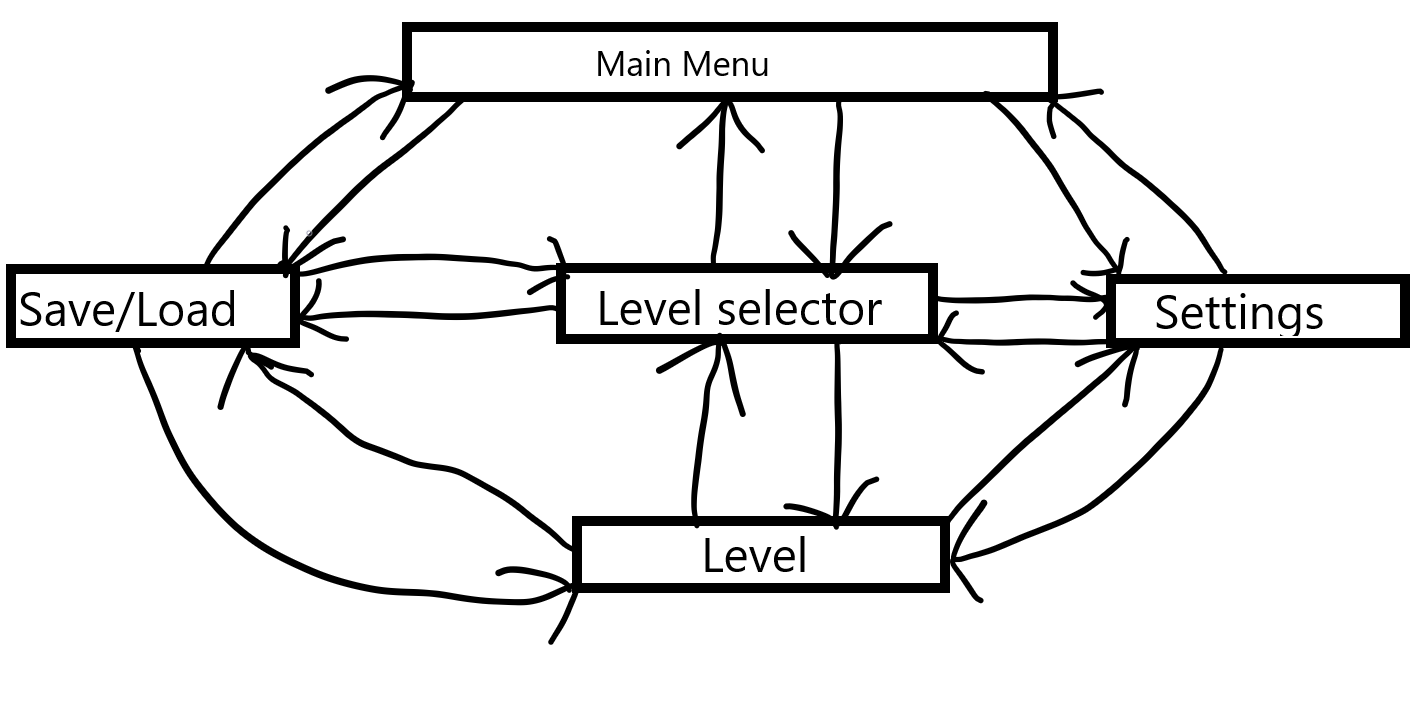 Main Menu
Save/Load
Level selector
Settings
Level